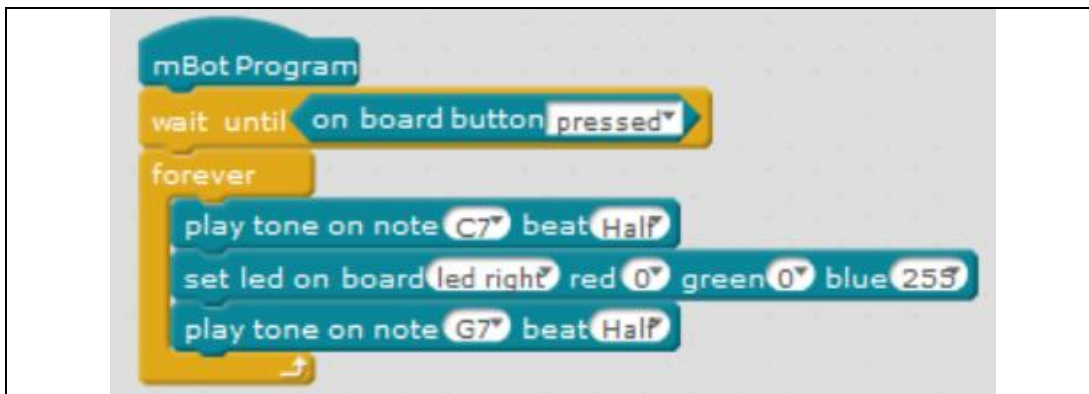 mBot Program
wait until on board button pressed
forever
play tone on note C7 beat Half
set led on board led right red 0 green 0 blue 255
play tone on note G7 beat Half